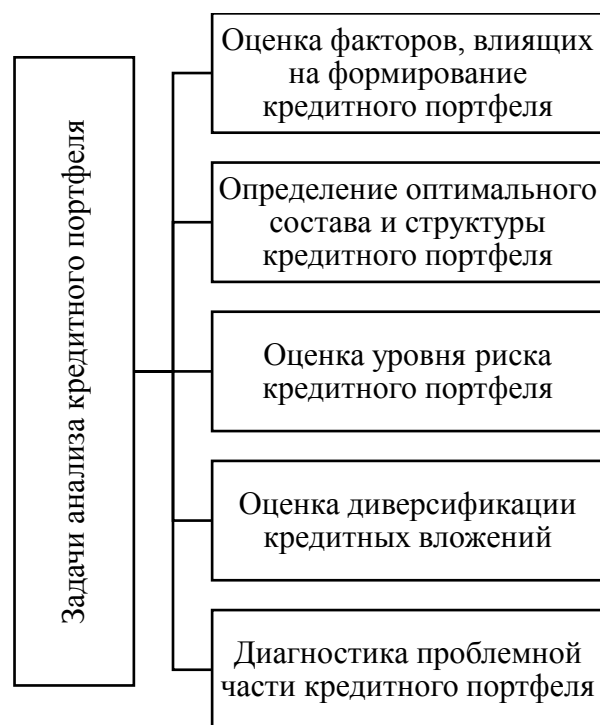 Задачи анализа кредитного портфеля
Оценка факторов, влиящих
на формирование
кредитного портфеля
Определение оптимального
состава и структуры
кредитного портфеля
Оценка уровня риска
кредитного портфеля
Оценка диверсификации
кредитных вложений
Диагностика проблемной
части кредитного портфеля